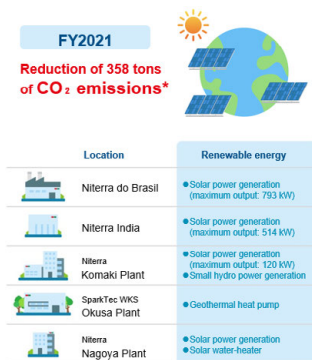 FY2021
Reduction of 358 tons
of CO₂ emissions*
Location
Renewable energy
Niterra do Brasil
●Solar power generation
(maximum output: 793 kW)
Niterra India
●Solar power generation
(maximum output: 514 kW)
Niterra
Komaki Plant
●Solar power generation
(maximum output: 120 kW)
●Small hydro power generation
SparkTec WKS
Okusa Plant
●Geothermal heat pump
Niterra
Nagoya Plant
●Solar power generation
●Solar water-heater